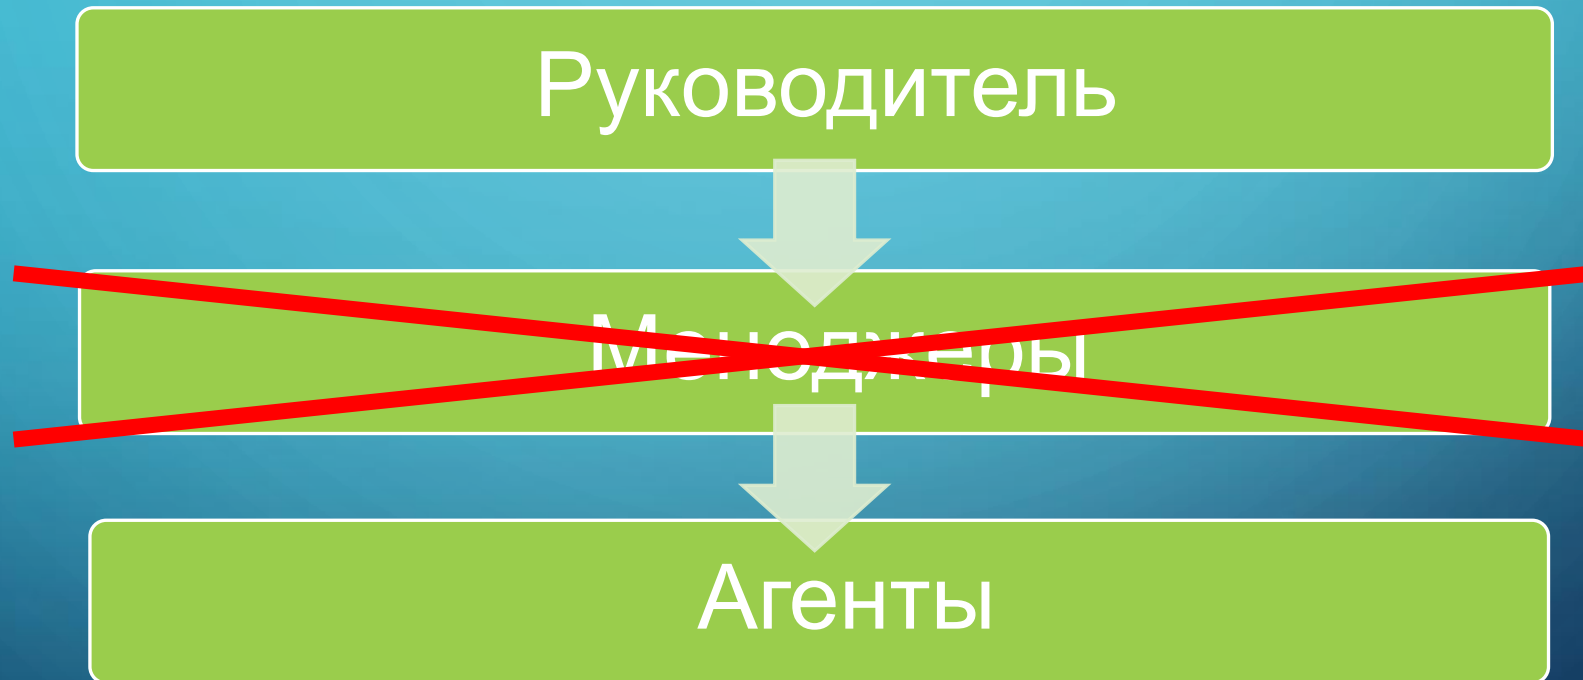 Руководитель
Менеджеры
Агенты